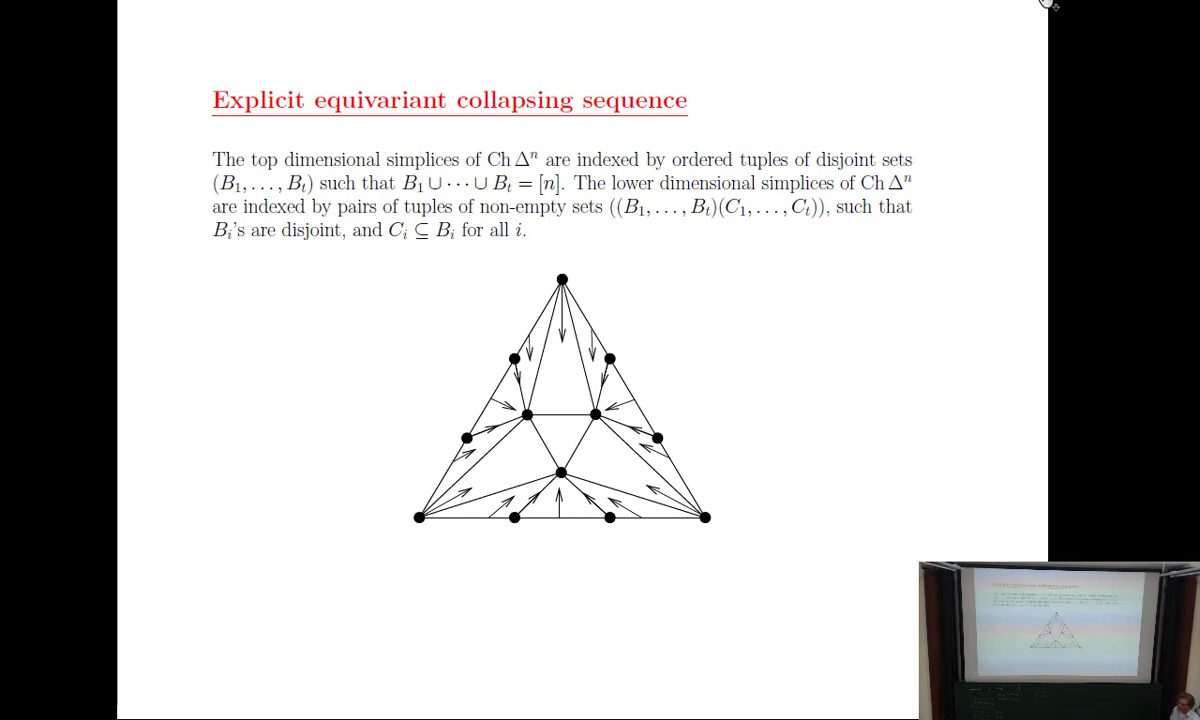 Explicit equivariant collapsing sequence
The top dimensional simplices of Ch Δⁿ are indexed by ordered tuples of disjoint sets
(B₁, . . . , Bₜ) such that B₁ ∪ · · · ∪ Bₜ = [n]. The lower dimensional simplices of Ch Δⁿ
are indexed by pairs of tuples of non-empty sets ((B₁, . . . , Bₜ)(C₁, . . . , Cₜ)), such that
Bᵢ's are disjoint, and Cᵢ ⊆ Bᵢ for all i.